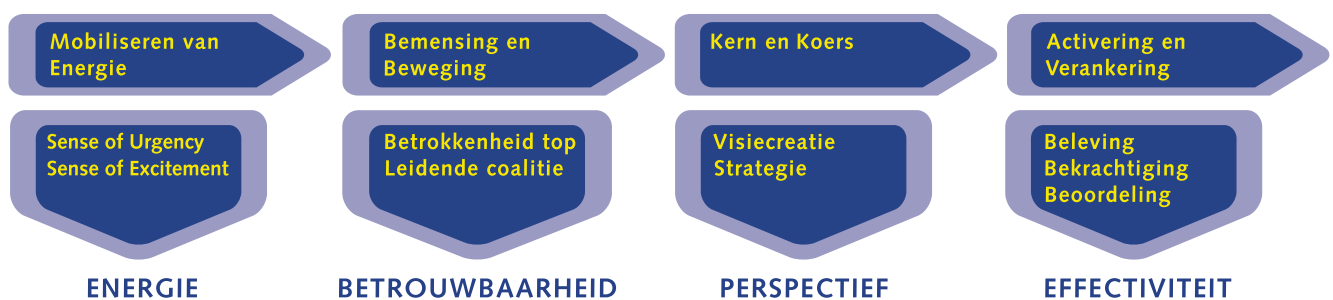 Mobiliseren van
Energie
Bemensing en
Beweging
Kern en Koers
Activering en
Verankering
Sense of Urgency
Sense of Excitement
Betrokkenheid top
Leidende coalitie
Visiecreatie
Strategie
Beleving
Bekrachtiging
Beoordeling
ENERGIE
BETROUWBAARHEID
PERSPECTIEF
EFFECTIVITEIT